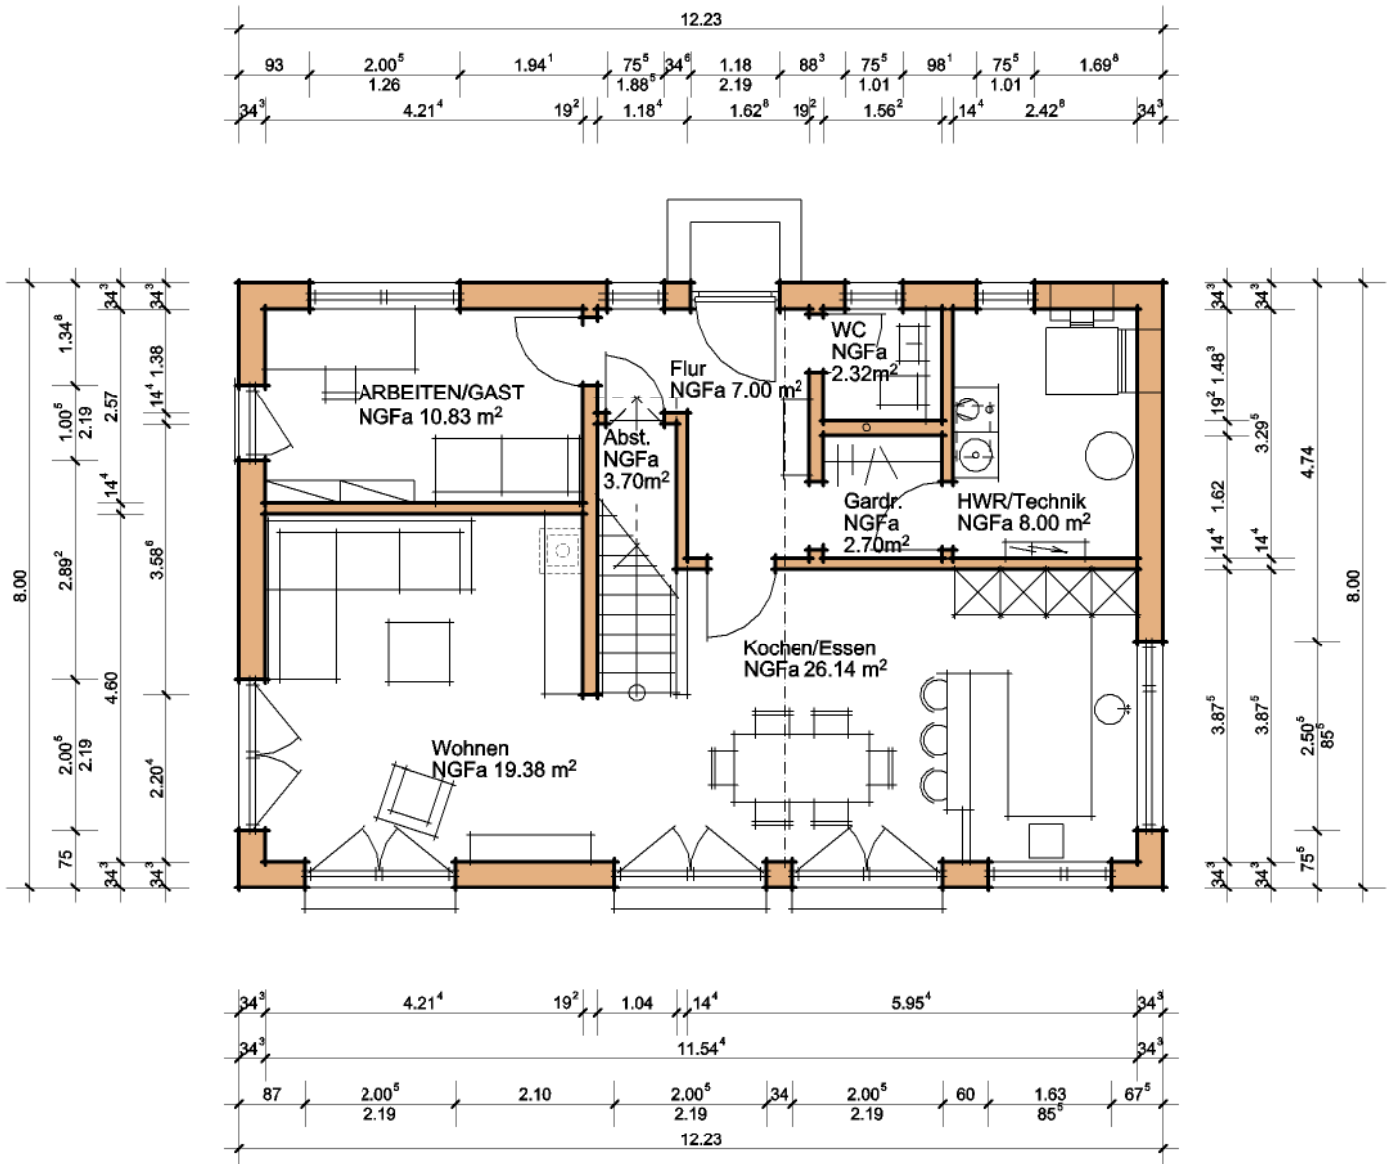 12.23
93 2.00⁵ 1.94¹ 75⁵ 34⁶ 1.18 88³ 75⁵ 98¹ 75⁵ 1.69⁸
1.26 1.88⁵ 2.19 1.01 1.01
34³ 4.21⁴ 19² 1.18⁴ 1.62⁸ 19² 1.56² 14⁴ 2.42⁸ 34³
8.00
1.34⁸
1.00⁵
2.19
2.89²
2.00⁵
2.19
75
34³
2.57
14⁴
4.60
34³
34³
1.38
14⁴
3.58⁶
2.20⁴
34³
ARBEITEN/GAST
NGFa 10.83 m²
Flur
NGFa 7.00 m²
WC
NGFa
2.32m²
Abst.
NGFa
3.70m²
Gardr.
NGFa
2.70m²
HWR/Technik
NGFa 8.00 m²
Kochen/Essen
NGFa 26.14 m²
Wohnen
NGFa 19.38 m²
34³
1.48³
19²
1.62
14⁴
3.87⁵
34³
34³
3.29⁵
14⁴
3.87⁵
34³
4.74
2.50⁵
85⁵
75⁵
8.00
34³ 4.21⁴ 19² 1.04 14⁴ 5.95⁴ 34³
34³ 11.54⁴ 34³
87 2.00⁵ 2.10 2.00⁵ 34 2.00⁵ 60 1.63 67⁵
2.19 2.19 2.19 85⁵
12.23